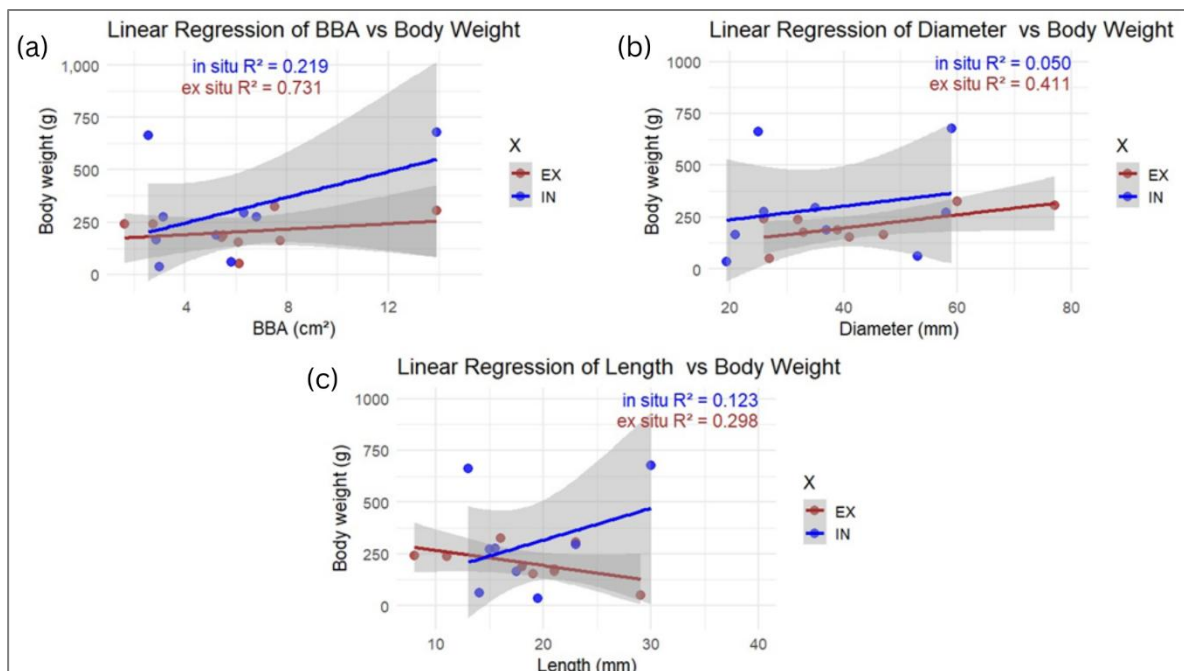 (a)
Linear Regression of BBA vs Body Weight
in situ R² = 0.219
ex situ R² = 0.731
1,000
750
500
250
0
Body weight (g)
4 8 12
BBA (cm²)
X
EX
IN
(b)
Linear Regression of Diameter vs Body Weight
in situ R² = 0.050
ex situ R² = 0.411
1000
750
500
250
0
Body weight (g)
20 40 60 80
Diameter (mm)
X
EX
IN
(c)
Linear Regression of Length vs Body Weight
in situ R² = 0.123
ex situ R² = 0.298
1000
750
500
250
0
Body weight (g)
10 20 30 40
Length (mm)
X
EX
IN